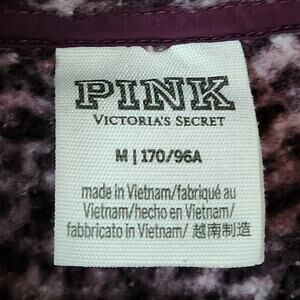 PINK
VICTORIA'S SECRET
M | 170/96A
made in Vietnam/fabriqué au
Vietnam/hecho en Vietnam/
fabbricato in Vietnam/ 越南制造